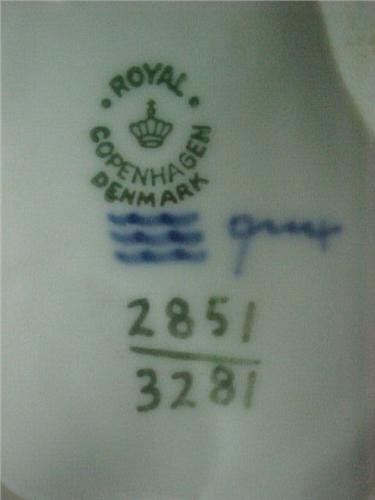 ROYAL
COPENHAGEN
DENMARK
2851
3281